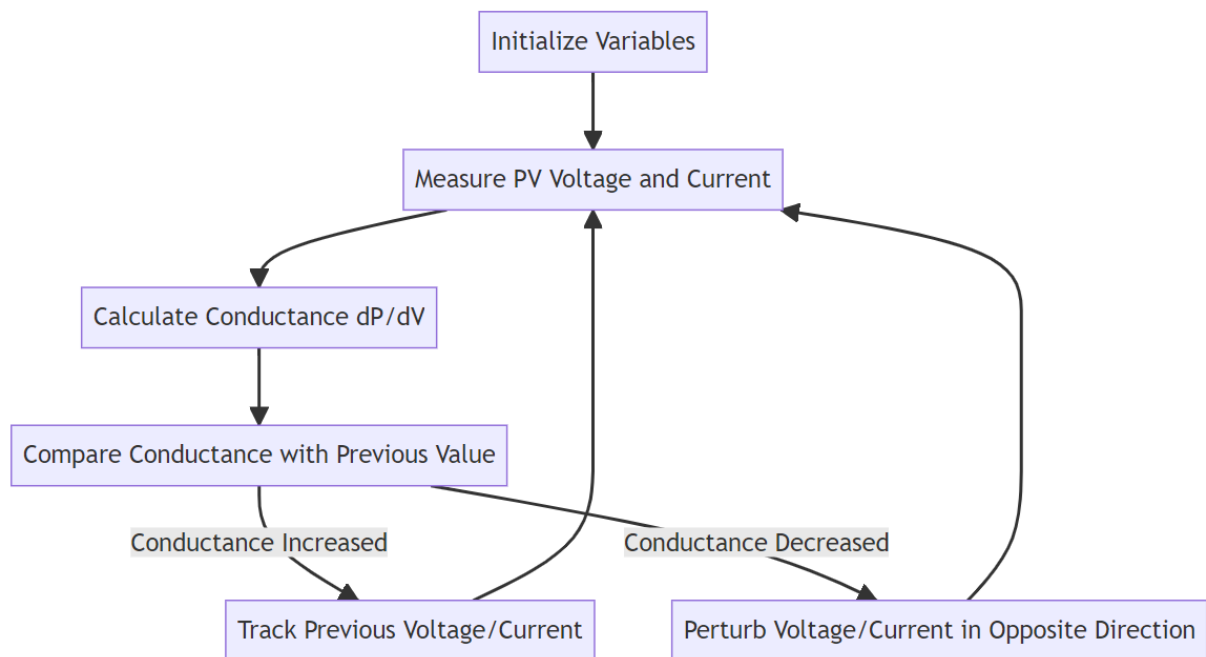 Initialize Variables
Measure PV Voltage and Current
Calculate Conductance dP/dV
Compare Conductance with Previous Value
Conductance Increased
Conductance Decreased
Track Previous Voltage/Current
Perturb Voltage/Current in Opposite Direction